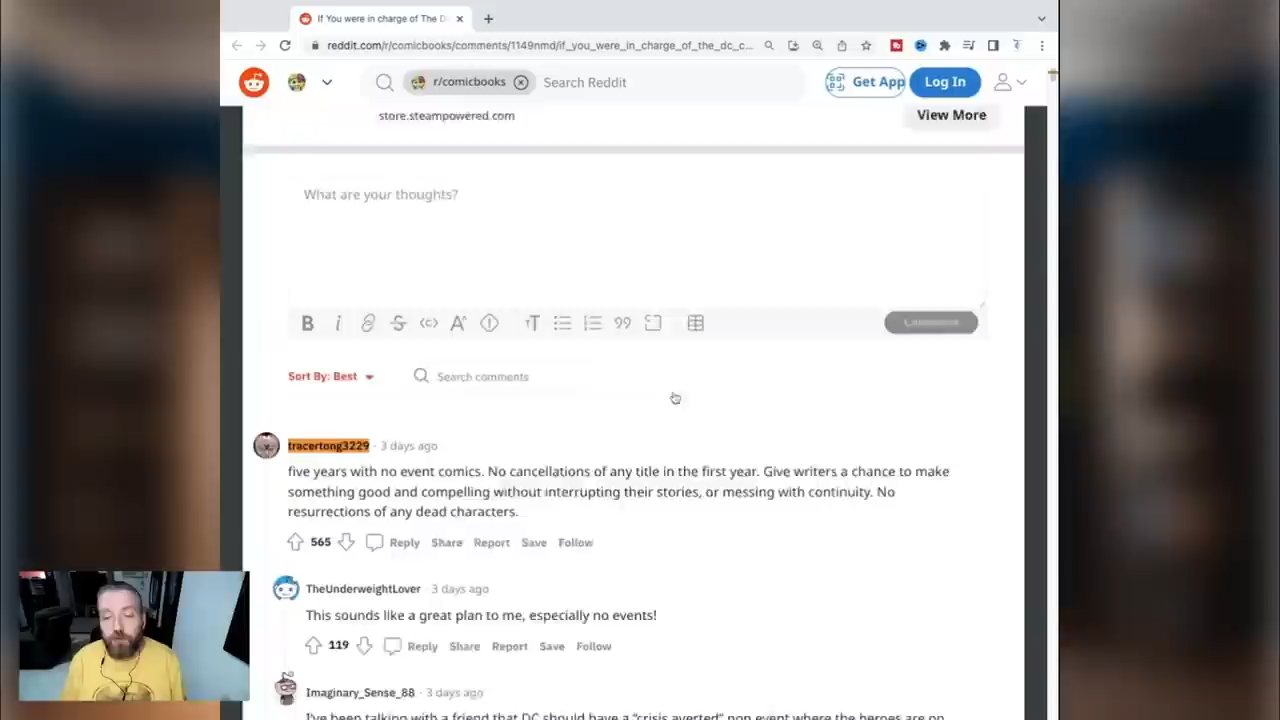 If You were in charge of The D
reddit.com/r/comicbooks/comments/1149nmd/if_you_were_in_charge_of_the_dc_c...
r/comicbooks
Search Reddit
Get App
Log In
store.steampowered.com
View More
What are your thoughts?
B i
Sort By: Best
Search comments
tracertong3229 · 3 days ago
five years with no event comics. No cancellations of any title in the first year. Give writers a chance to make
something good and compelling without interrupting their stories, or messing with continuity. No
resurrections of any dead characters.
565 Reply Share Report Save Follow
TheUnderweightLover 3 days ago
This sounds like a great plan to me, especially no events!
119 Reply Share Report Save Follow
Imaginary_Sense_88 · 3 days ago
I've been talking with a friend that DC should have a "crisis averted" non event where the heroes are on